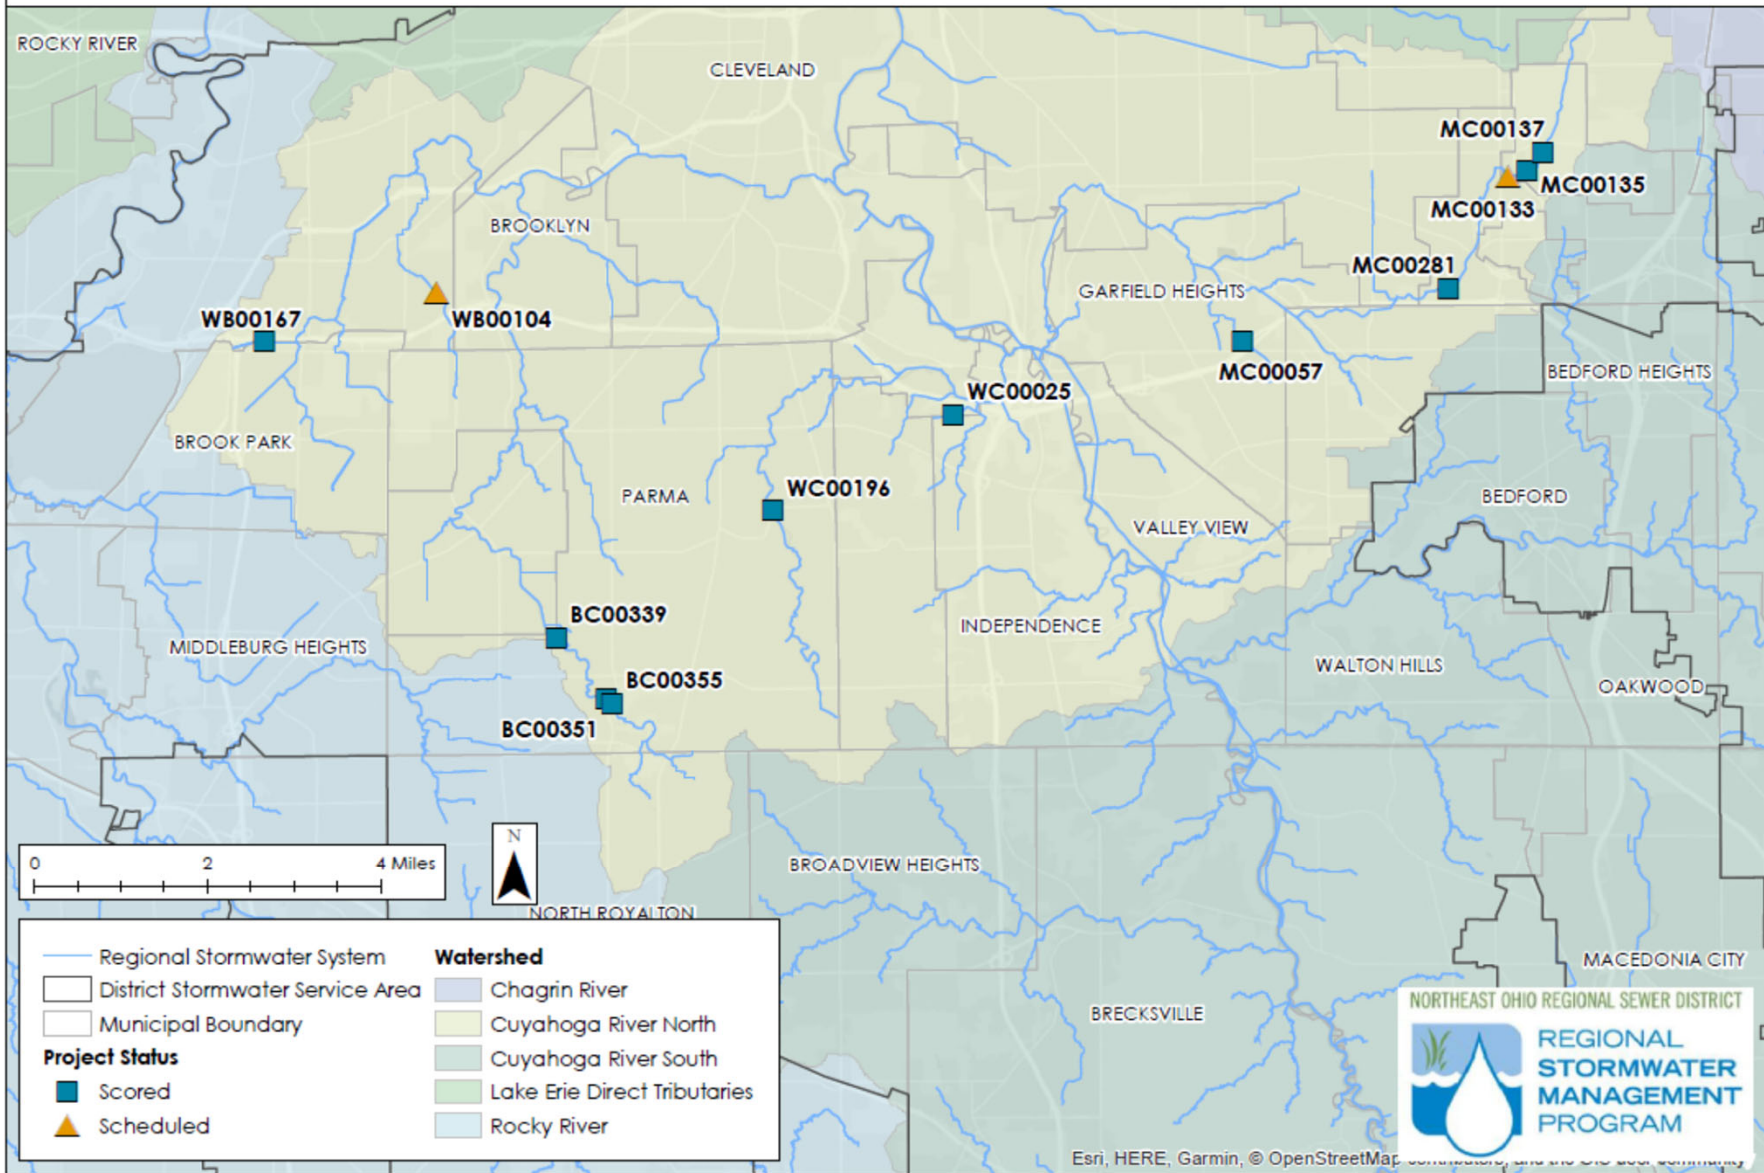 ROCKY RIVER
CLEVELAND
MC00137
MC00135
MC00133
BROOKLYN
MC00281
GARFIELD HEIGHTS
WB00167
WB00104
MC00057
BEDFORD HEIGHTS
WC00025
BROOK PARK
WC00196
PARMA
BEDFORD
VALLEY VIEW
BC00339
INDEPENDENCE
MIDDLEBURG HEIGHTS
WALTON HILLS
BC00355
OAKWOOD
BC00351
N
0 2 4 Miles
BROADVIEW HEIGHTS
NORTH ROYALTON
MACEDONIA CITY
BRECKSVILLE
Regional Stormwater System
District Stormwater Service Area
Municipal Boundary
Project Status
Scored
Scheduled
Watershed
Chagrin River
Cuyahoga River North
Cuyahoga River South
Lake Erie Direct Tributaries
Rocky River
NORTHEAST OHIO REGIONAL SEWER DISTRICT
REGIONAL
STORMWATER
MANAGEMENT
PROGRAM
Esri, HERE, Garmin, © OpenStreetMap